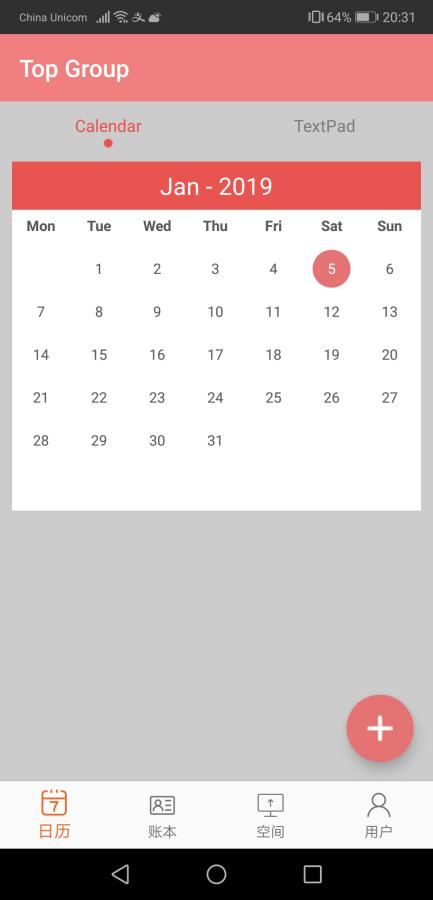 China Unicom 64% 20:31
Top Group
Calendar TextPad
Jan - 2019
Mon Tue Wed Thu Fri Sat Sun
1 2 3 4 5 6
7 8 9 10 11 12 13
14 15 16 17 18 19 20
21 22 23 24 25 26 27
28 29 30 31
7
日历 账本 空间 用户